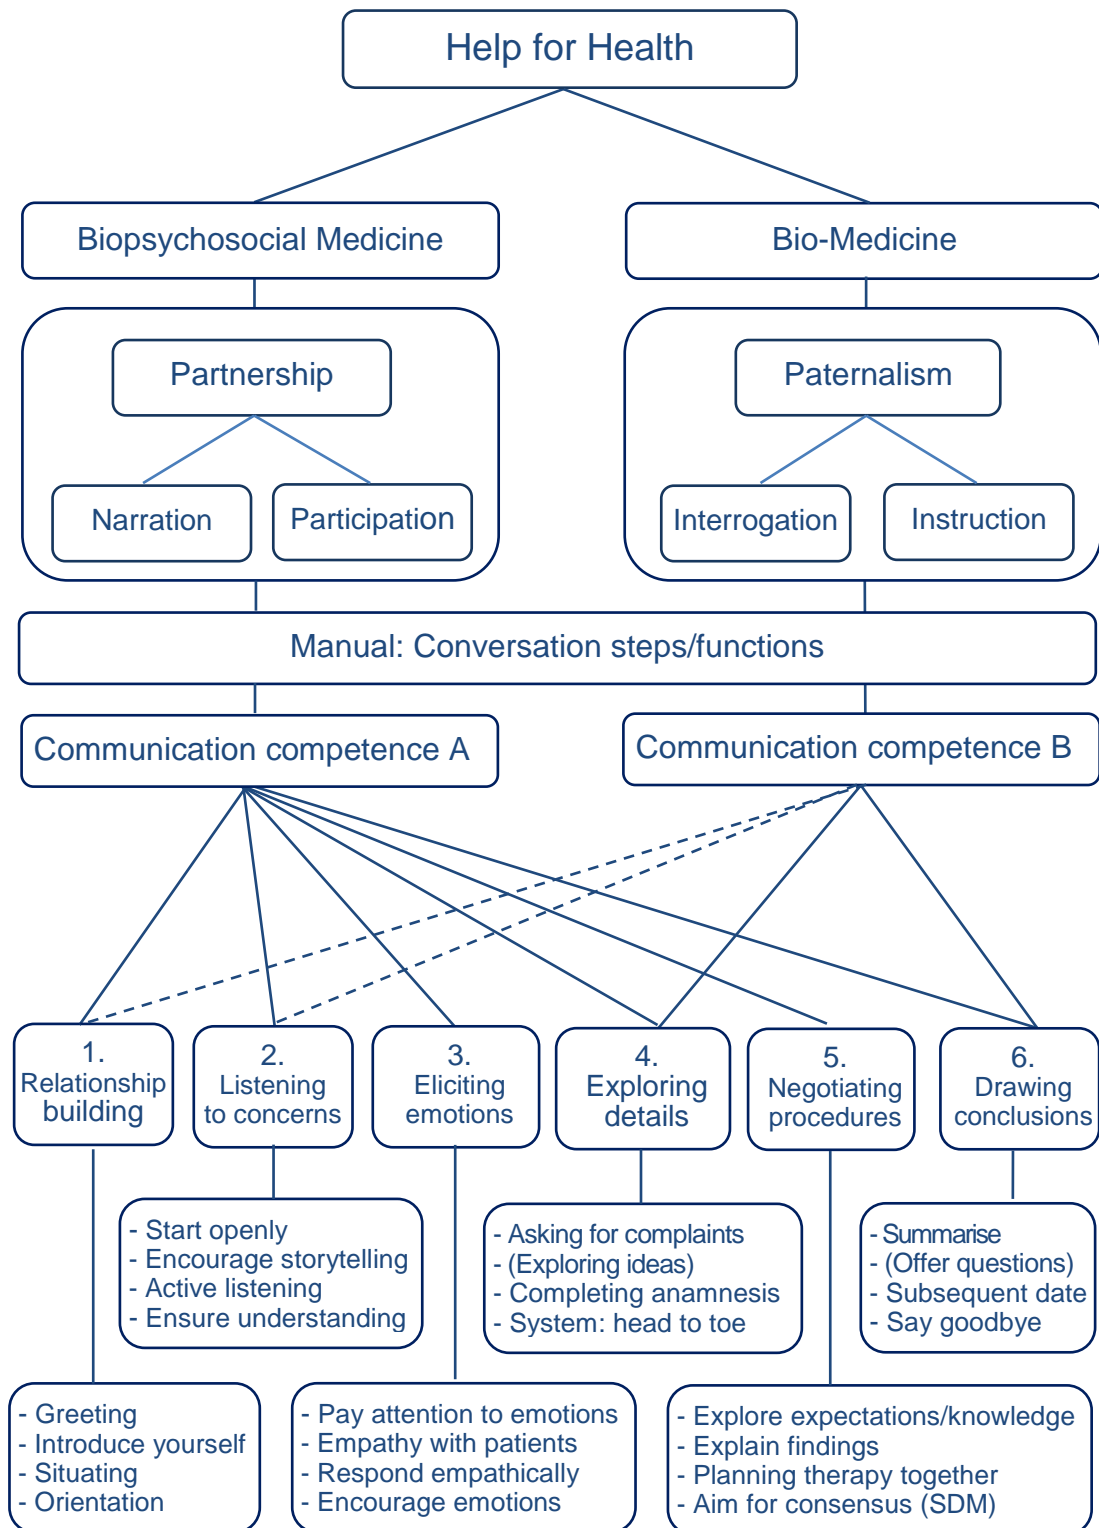 Help for Health
Biopsychosocial Medicine
Bio-Medicine
Partnership
Paternalism
Narration
Participation
Interrogation
Instruction
Manual: Conversation steps/functions
Communication competence A
Communication competence B
1.
Relationship
building
2.
Listening
to concerns
3.
Eliciting
emotions
4.
Exploring
details
5.
Negotiating
procedures
6.
Drawing
conclusions
- Start openly
- Encourage storytelling
- Active listening
- Ensure understanding
- Asking for complaints
- (Exploring ideas)
- Completing anamnesis
- System: head to toe
- Summarise
- (Offer questions)
- Subsequent date
- Say goodbye
- Greeting
- Introduce yourself
- Situating
- Orientation
- Pay attention to emotions
- Empathy with patients
- Respond empathically
- Encourage emotions
- Explore expectations/knowledge
- Explain findings
- Planning therapy together
- Aim for consensus (SDM)